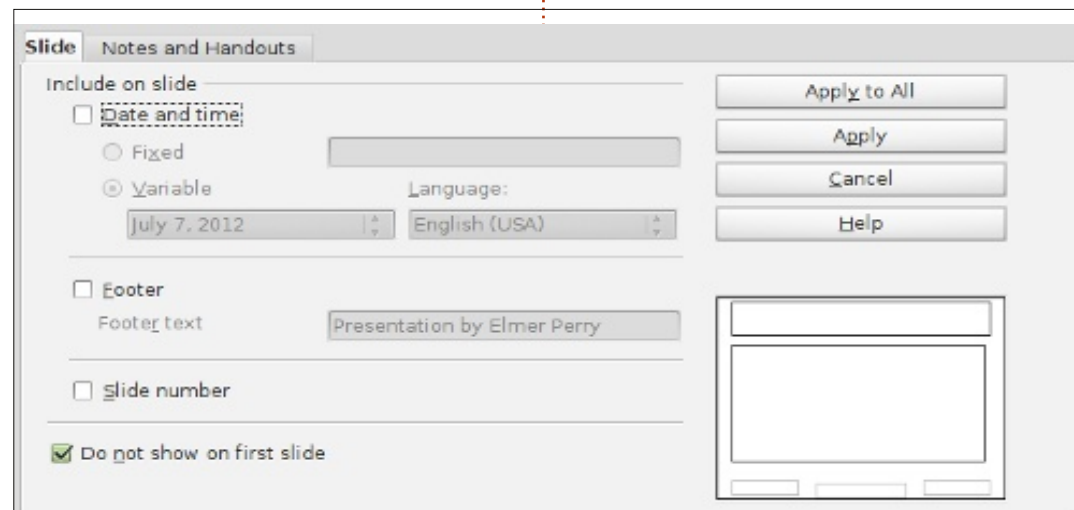 Slide Notes and Handouts
Include on slide
Date and time
Fixed
Variable Language:
July 7, 2012 English (USA)
Footer
Footer text Presentation by Elmer Perry
Slide number
Do not show on first slide
Apply to All
Apply
Cancel
Help